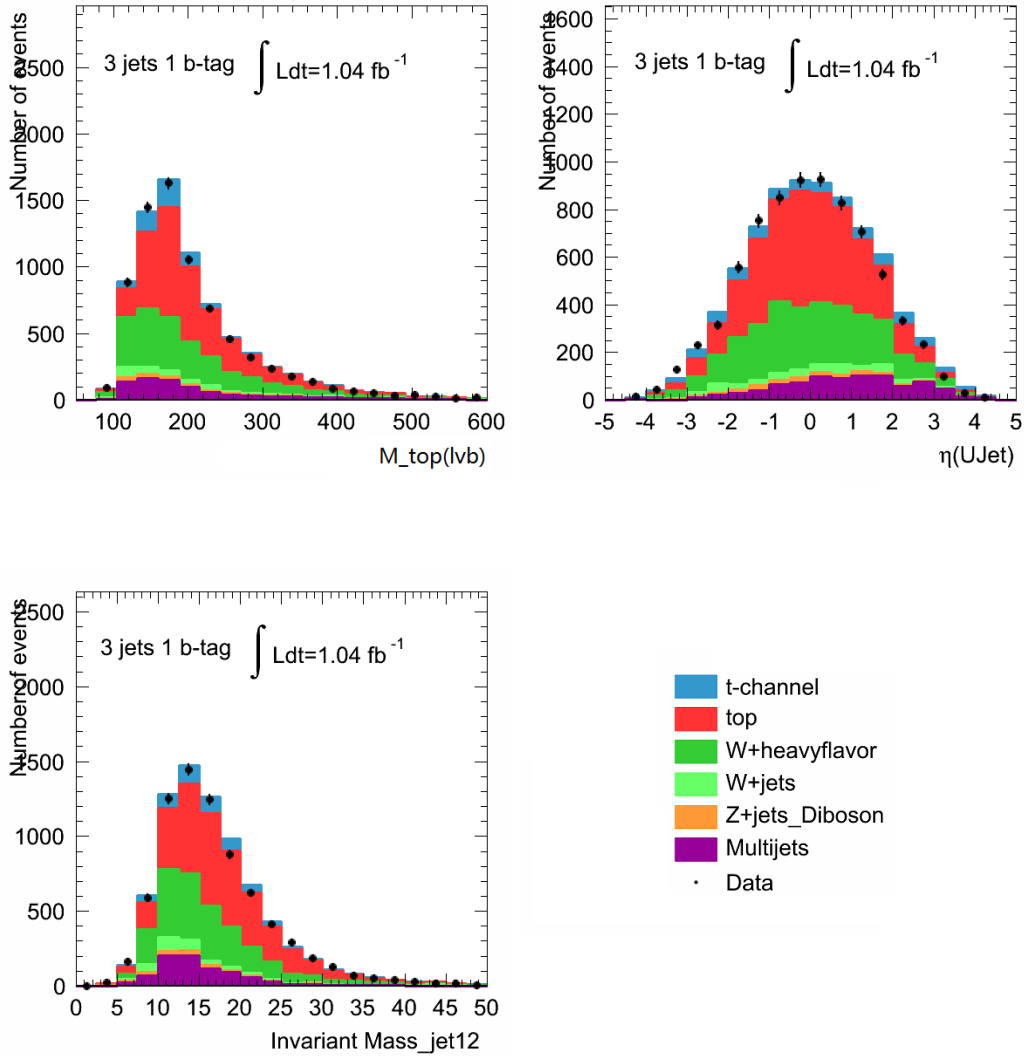 Number of events
3 jets 1 b-tag ∫ Ldt=1.04 fb⁻¹
2500
2000
1500
1000
500
0
100 200 300 400 500 600
M_top(lvb)
Number of events
3 jets 1 b-tag ∫ Ldt=1.04 fb⁻¹
1600
1400
1200
1000
800
600
400
200
0
-5 -4 -3 -2 -1 0 1 2 3 4 5
η(UJet)
Number of events
3 jets 1 b-tag ∫ Ldt=1.04 fb⁻¹
2500
2000
1500
1000
500
0
0 5 10 15 20 25 30 35 40 45 50
Invariant Mass_jet12
t-channel
top
W+heavyflavor
W+jets
Z+jets_Diboson
Multijets
Data